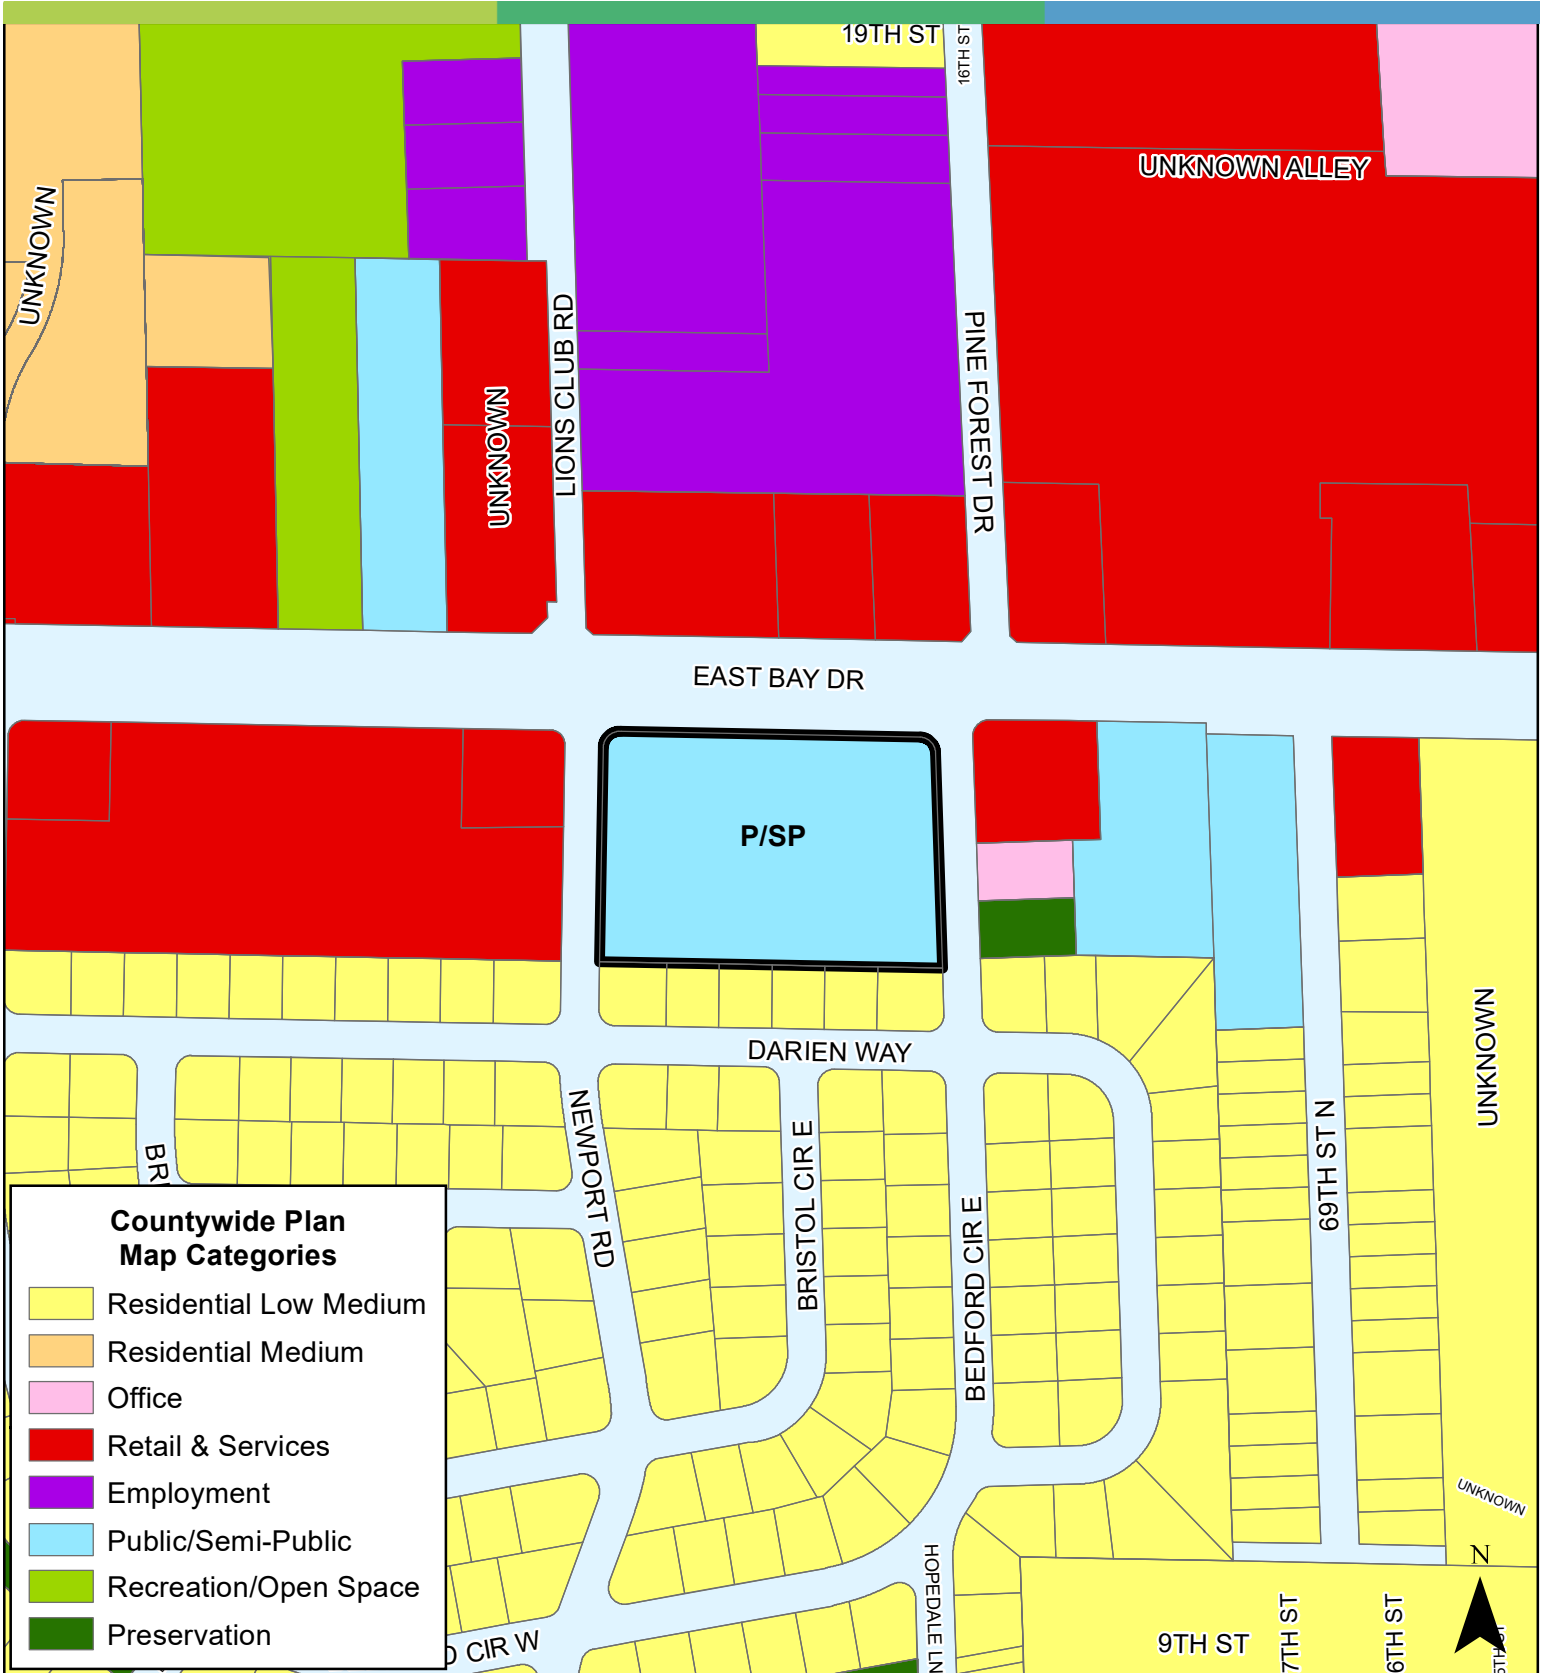 19TH ST
16TH ST
UNKNOWN ALLEY
UNKNOWN
LIONS CLUB RD
PINE FOREST DR
UNKNOWN
EAST BAY DR
P/SP
DARIEN WAY
UNKNOWN
NEWPORT RD
BRISTOL CIR E
BEDFORD CIR E
69TH ST N
Countywide Plan
Map Categories
Residential Low Medium
Residential Medium
Office
Retail & Services
Employment
Public/Semi-Public
Recreation/Open Space
Preservation
UNKNOWN
N
HOPEDALE LN
CIR W
9TH ST
7TH ST
6TH ST